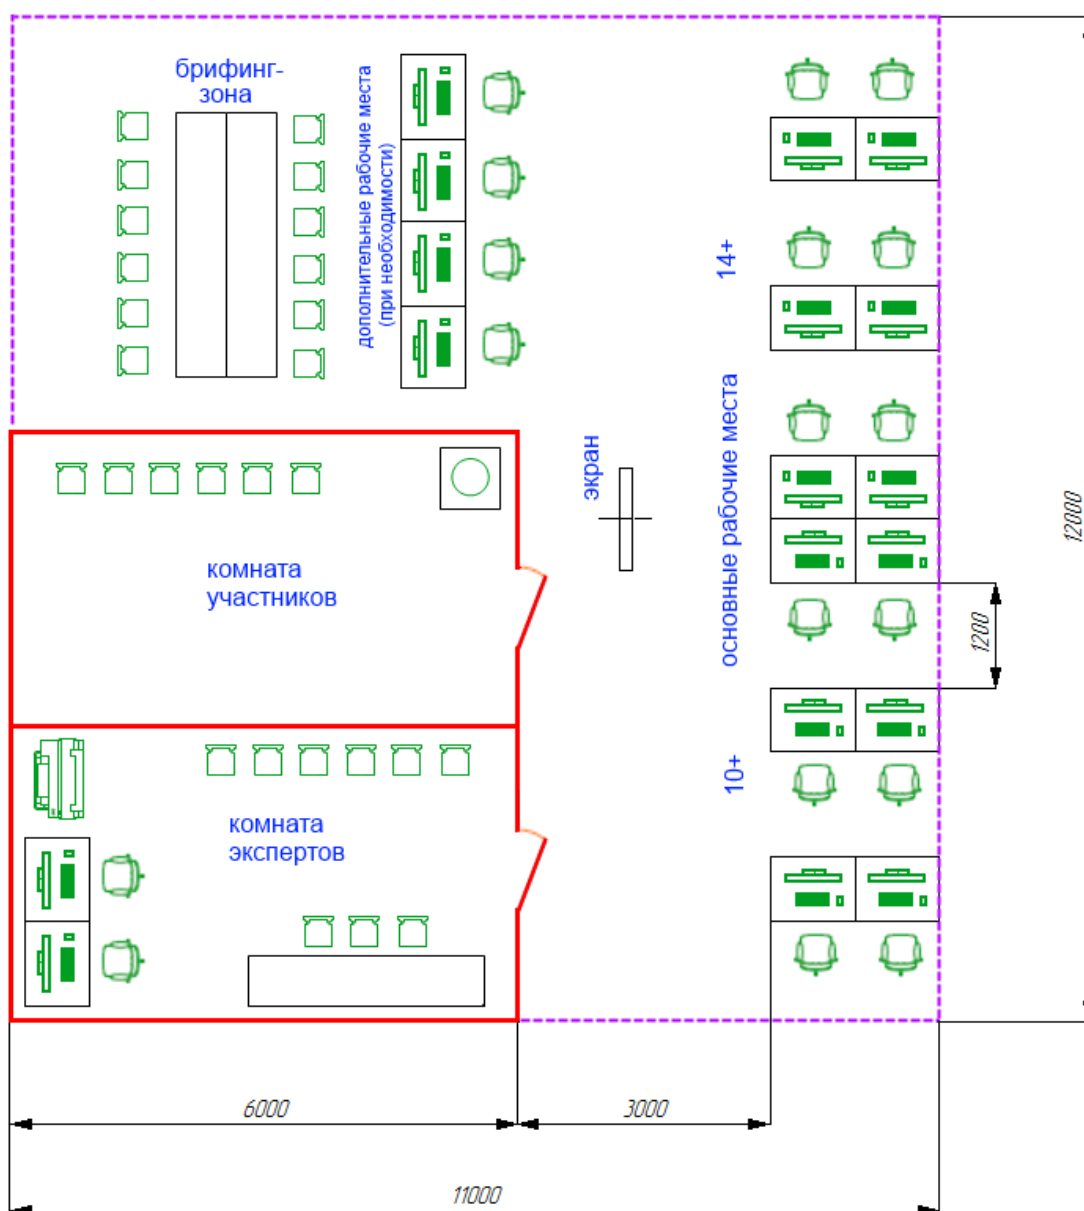 брифинг-
зона
дополнительные рабочие места
(при необходимости)
14+
экран
основные рабочие места
12000
комната
участников
1200
10+
комната
экспертов
6000
3000
11000